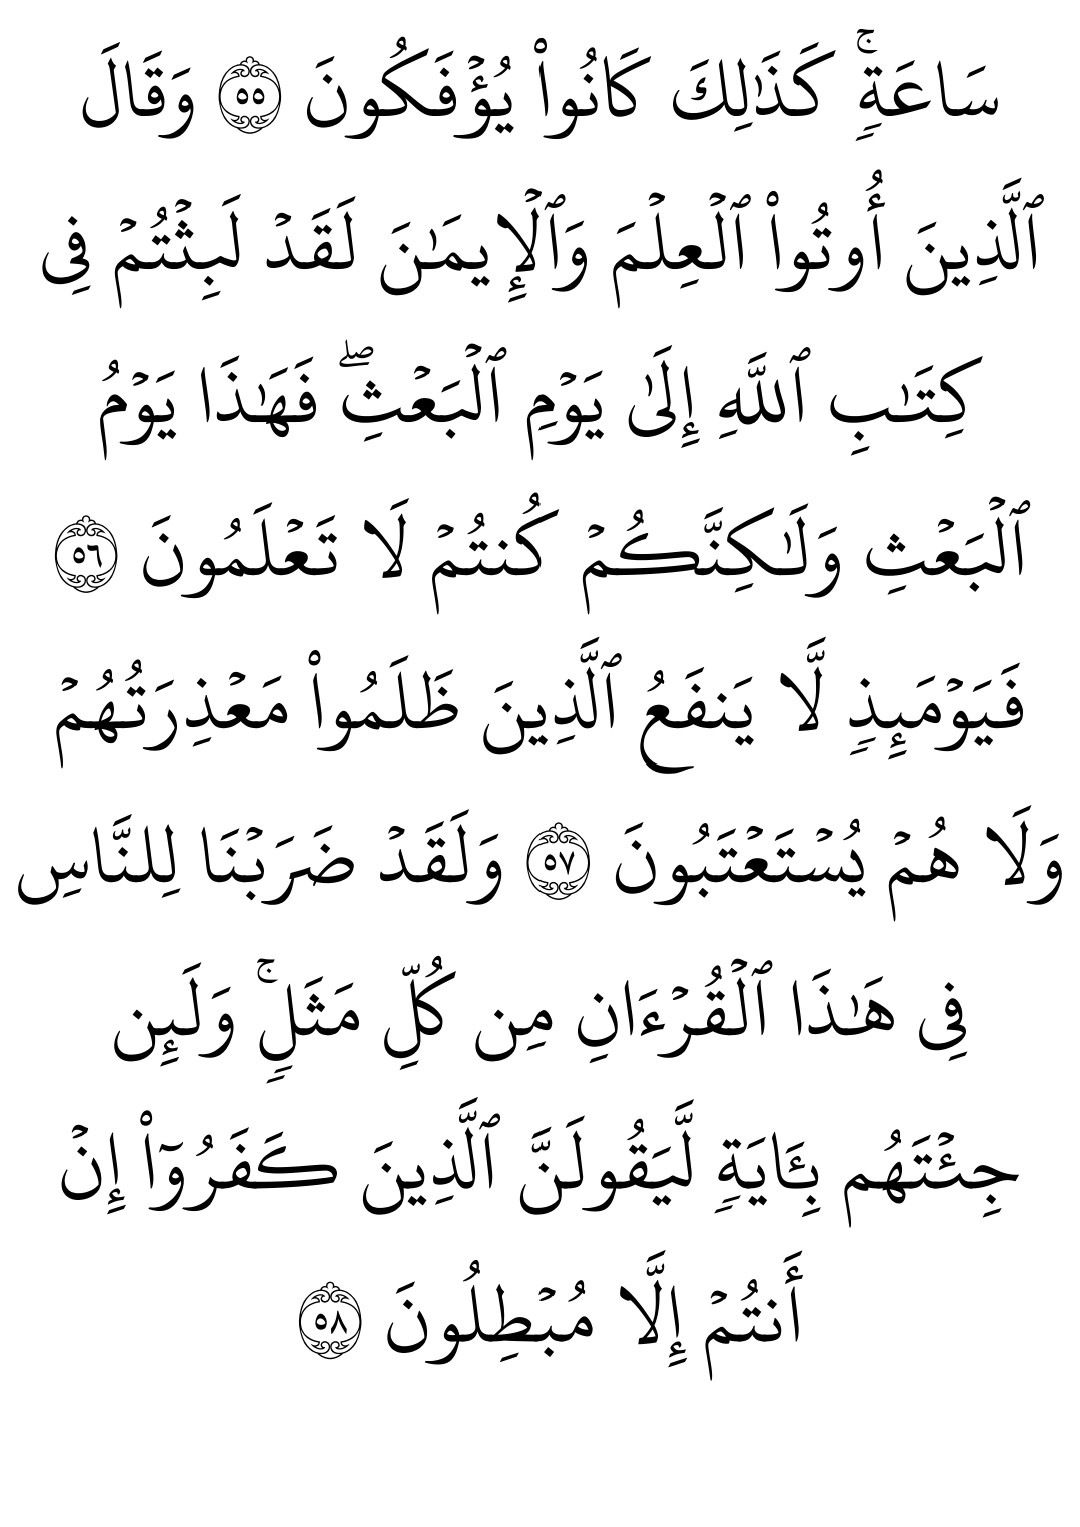 سَاعَةٖۚ كَذَٰلِكَ كَانُواْ يُؤۡفَكُونَ ٥٥ وَقَالَ
ٱلَّذِينَ أُوتُواْ ٱلۡعِلۡمَ وَٱلۡإِيمَٰنَ لَقَدۡ لَبِثۡتُمۡ فِي
كِتَٰبِ ٱللَّهِ إِلَىٰ يَوۡمِ ٱلۡبَعۡثِۖ فَهَٰذَا يَوۡمُ
ٱلۡبَعۡثِ وَلَٰكِنَّكُمۡ كُنتُمۡ لَا تَعۡلَمُونَ ٥٦
فَيَوۡمَئِذٖ لَّا يَنفَعُ ٱلَّذِينَ ظَلَمُواْ مَعۡذِرَتُهُمۡ
وَلَا هُمۡ يُسۡتَعۡتَبُونَ ٥٧ وَلَقَدۡ ضَرَبۡنَا لِلنَّاسِ
فِي هَٰذَا ٱلۡقُرۡءَانِ مِن كُلِّ مَثَلٖۚ وَلَئِن
جِئۡتَهُم بِـَٔايَةٖ لَّيَقُولَنَّ ٱلَّذِينَ كَفَرُوٓاْ إِنۡ
أَنتُمۡ إِلَّا مُبۡطِلُونَ ٥٨